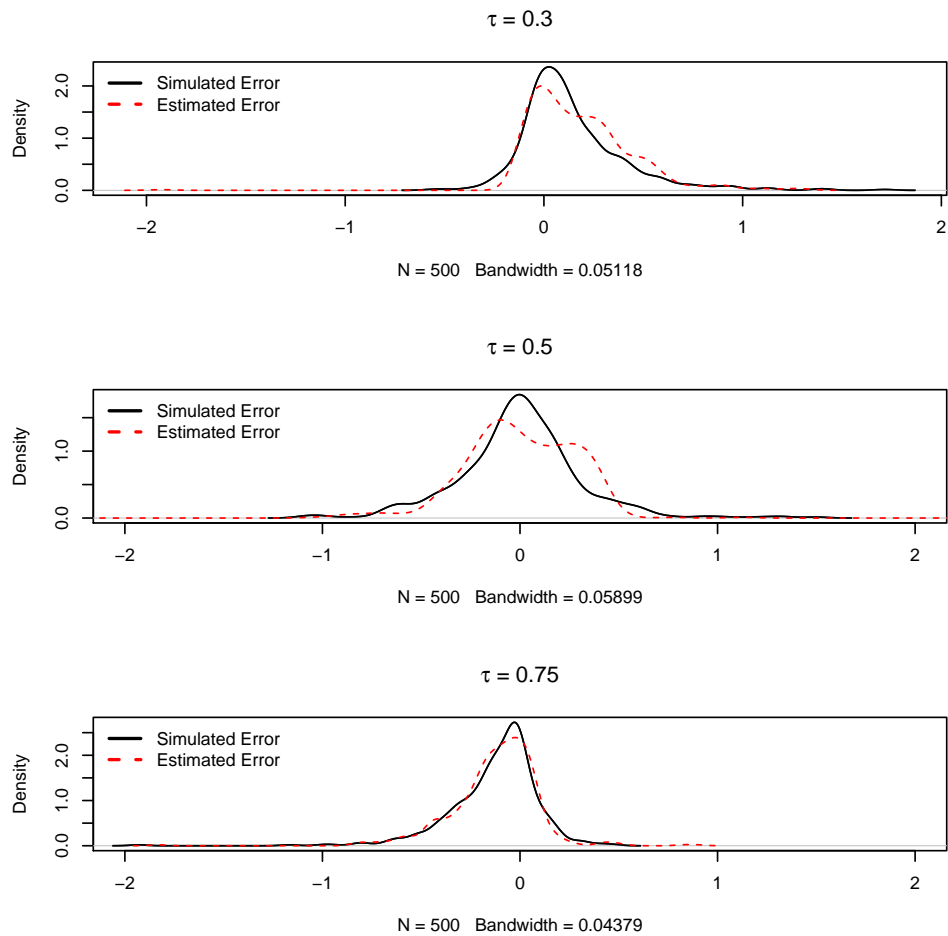 τ = 0.3
Simulated Error
Estimated Error
Density
0.0 1.0 2.0
−2 −1 0 1 2
N = 500 Bandwidth = 0.05118
τ = 0.5
Simulated Error
Estimated Error
Density
0.0 1.0
−2 −1 0 1 2
N = 500 Bandwidth = 0.05899
τ = 0.75
Simulated Error
Estimated Error
Density
0.0 1.0 2.0
−2 −1 0 1 2
N = 500 Bandwidth = 0.04379